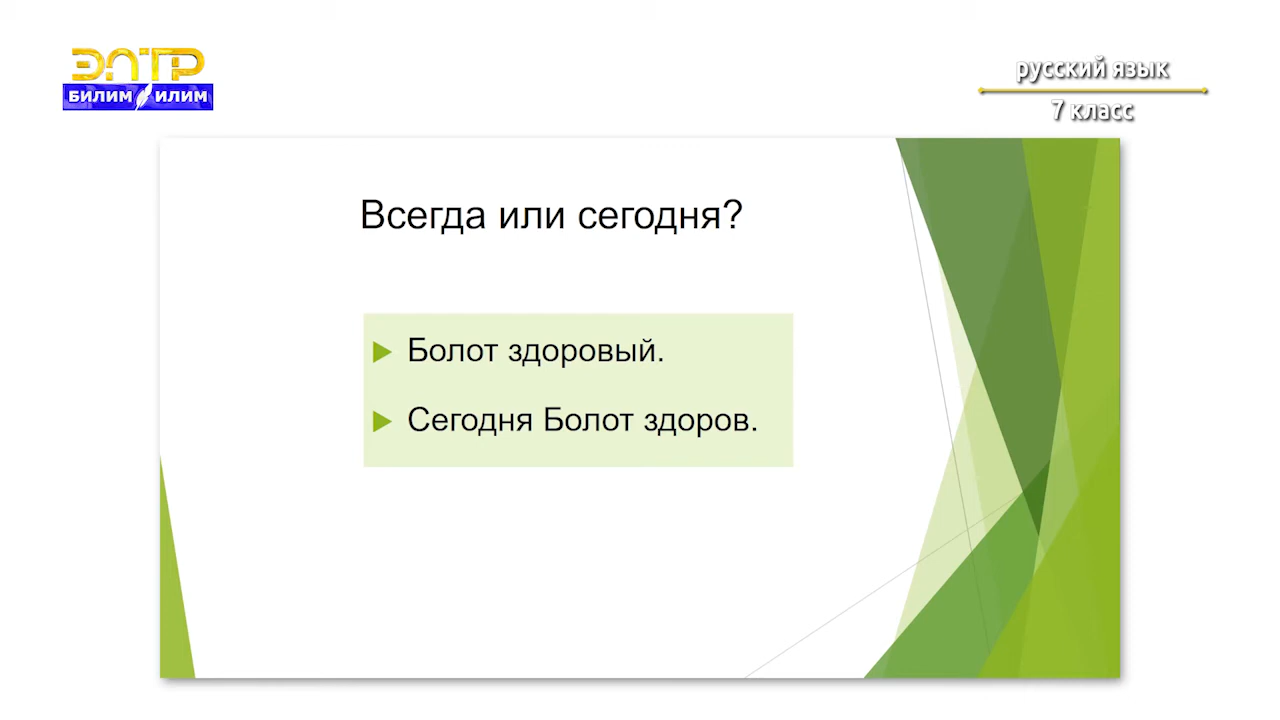 ЭЛТР
БИЛИМ ИЛИМ
русский язык
7 класс
Всегда или сегодня?
Болот здоровый.
Сегодня Болот здоров.